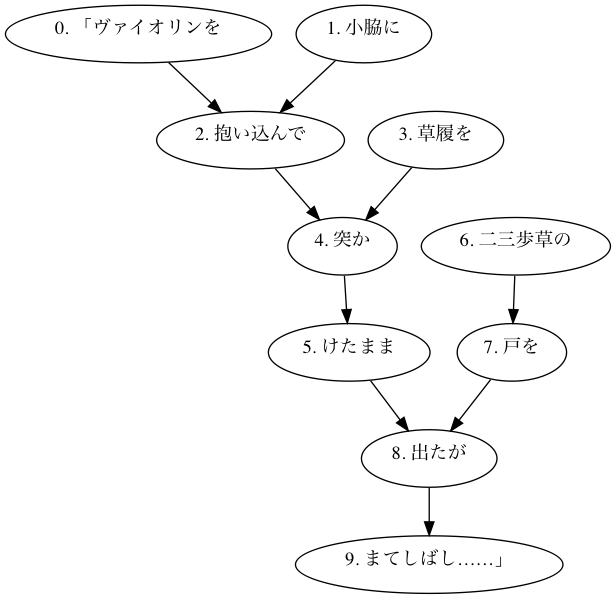 0. 「ヴァイオリンを
1. 小脇に
2. 抱い込んで
3. 草履を
4. 突か
6. 二三歩草の
5. けたまま
7. 戸を
8. 出たが
9. まてしばし……」